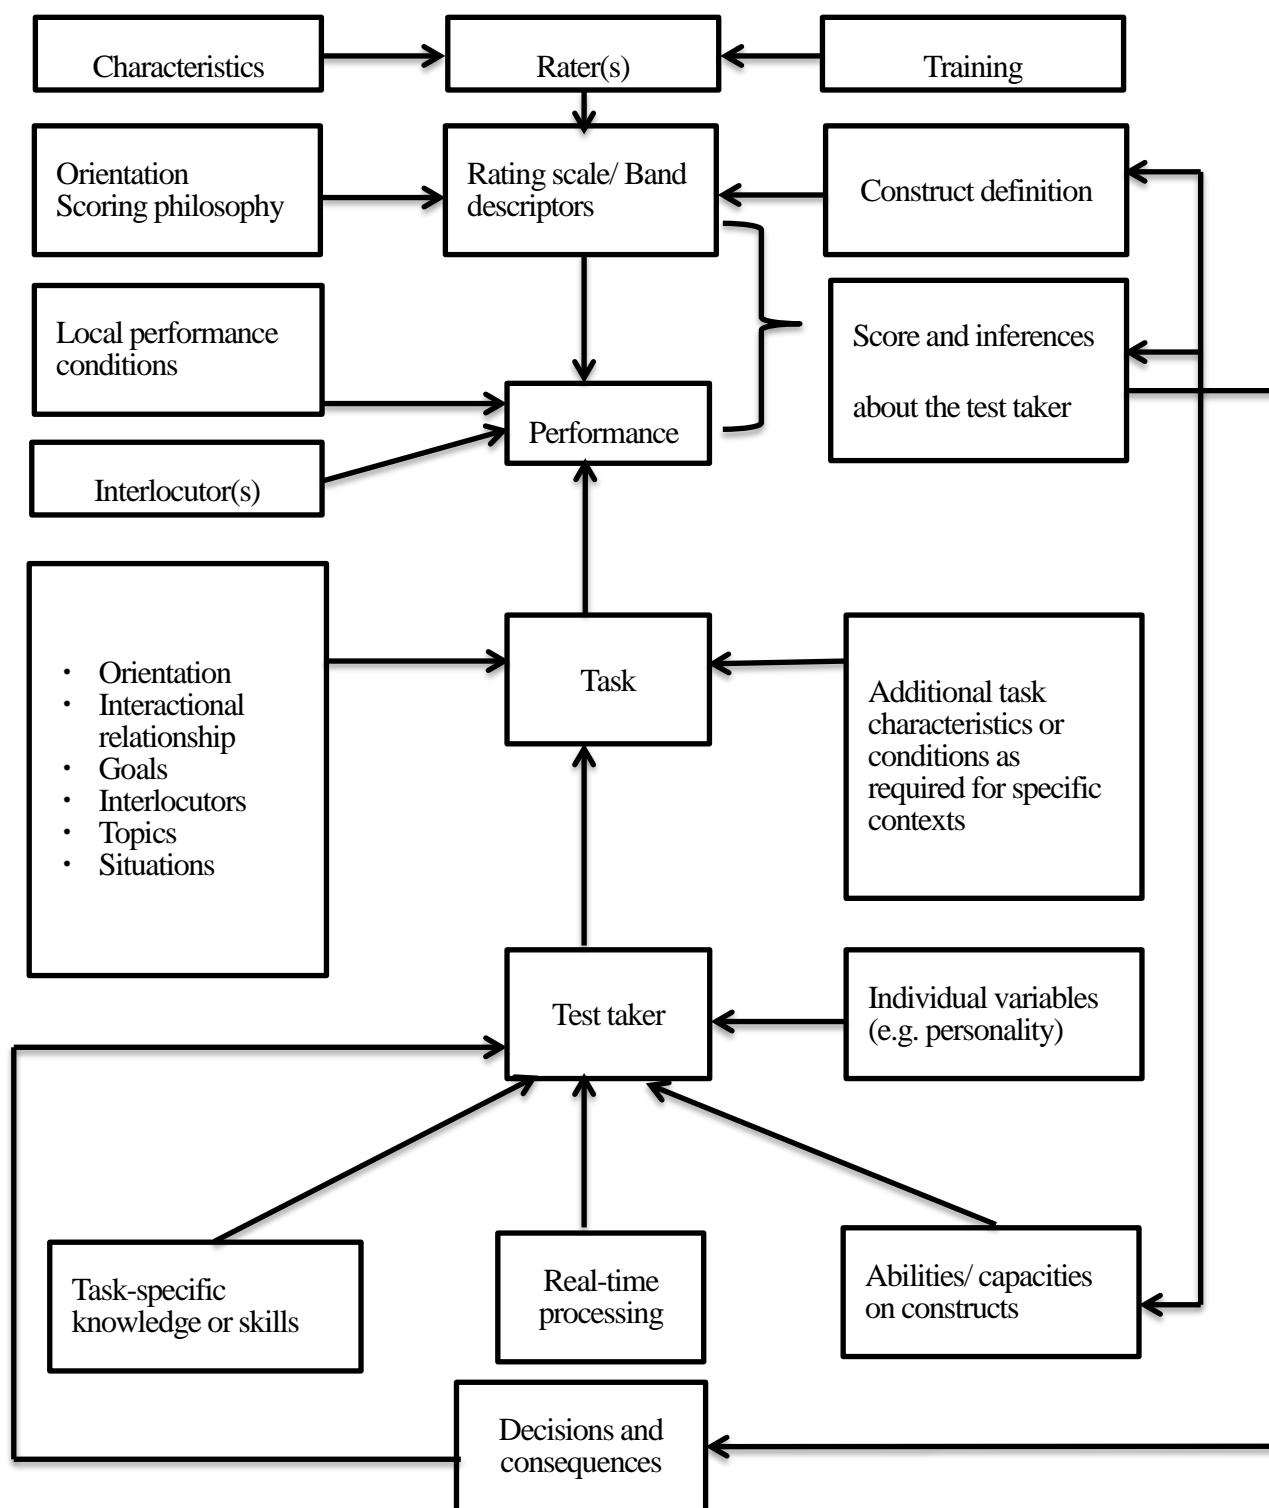 Characteristics
Rater(s)
Training
Orientation
Scoring philosophy
Rating scale/ Band
descriptors
Construct definition
Local performance
conditions
Score and inferences
about the test taker
Performance
Interlocutor(s)
・ Orientation
・ Interactional
relationship
・ Goals
・ Interlocutors
・ Topics
・ Situations
Task
Additional task
characteristics or
conditions as
required for specific
contexts
Test taker
Individual variables
(e.g. personality)
Task-specific
knowledge or skills
Real-time
processing
Abilities/ capacities
on constructs
Decisions and
consequences